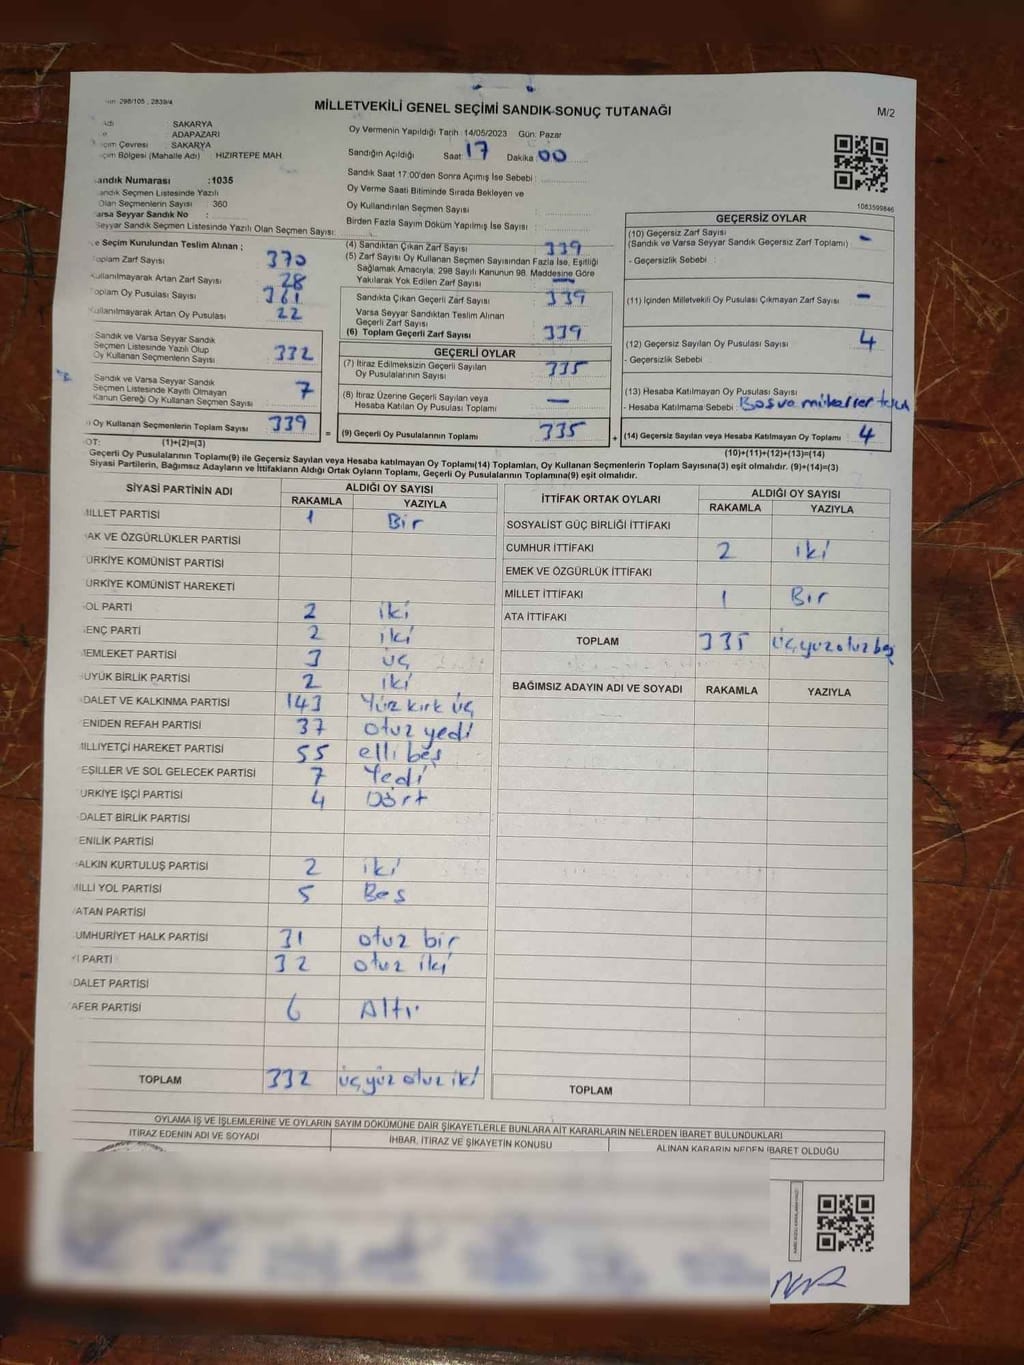 298/105 , 2839/4
MİLLETVEKİLİ GENEL SEÇİMİ SANDIK SONUÇ TUTANAĞI
M/2
SAKARYA
ADAPAZARI
çim Çevresi : SAKARYA
çim Bölgesi (Mahalle Adı) : HIZIRTEPE MAH.
andık Numarası :1035
andık Seçmen Listesinde Yazılı
Olan Seçmenlerin Sayısı : 360
arsa Seyyar Sandık No :
Seyyar Sandık Seçmen Listesinde Yazılı Olan Seçmen Sayısı:
Oy Vermenin Yapıldığı Tarih :14/05/2023 Gün: Pazar
Sandığın Açıldığı Saat: 17 Dakika: 00
Sandık Saat 17.00'den Sonra Açılmış İse Sebebi :
Oy Verme Saati Bitiminde Sırada Bekleyen ve
Oy Kullandırılan Seçmen Sayısı :
Birden Fazla Sayım Döküm Yapılmış İse Sebebi :
1083599846
e Seçim Kurulundan Teslim Alınan ;
oplam Zarf Sayısı 370
ullanılmayarak Artan Zarf Sayısı 28
oplam Oy Pusulası Sayısı 361
Kullanılmayarak Artan Oy Pusulası 22
Sandık ve Varsa Seyyar Sandık
Seçmen Listesinde Yazılı Olup
Oy Kullanan Seçmenlerin Sayısı 332
Sandık ve Varsa Seyyar Sandık
Seçmen Listesinde Kayıtlı Olmayan
Kanun Gereği Oy Kullanan Seçmen Sayısı 7
) Oy Kullanan Seçmenlerin Toplam Sayısı 339
OT: (1)+(2)=(3)
(4) Sandıktan Çıkan Zarf Sayısı 339
(5) Zarf Sayısı Oy Kullanan Seçmen Sayısından Fazla İse, Eşitliği
Sağlamak Amacıyla, 298 Sayılı Kanunun 98. Maddesine Göre
Yakılarak Yok Edilen Zarf Sayısı —
Sandıkta Çıkan Geçerli Zarf Sayısı 339
Varsa Seyyar Sandıktan Teslim Alınan
Geçerli Zarf Sayısı
(6) Toplam Geçerli Zarf Sayısı 339
GEÇERLİ OYLAR
(7) İtiraz Edilmeksizin Geçerli Sayılan
Oy Pusulalarının Sayısı 335
(8) İtiraz Üzerine Geçerli Sayılan veya
Hesaba Katılan Oy Pusulası Toplamı —
= (9) Geçerli Oy Pusulalarının Toplamı 335 +
GEÇERSİZ OYLAR
(10) Geçersiz Zarf Sayısı
(Sandık ve Varsa Seyyar Sandık Geçersiz Zarf Toplamı) : -
- Geçersizlik Sebebi :
(11) İçinden Milletvekili Oy Pusulası Çıkmayan Zarf Sayısı : -
(12) Geçersiz Sayılan Oy Pusulası Sayısı : 4
- Geçersizlik Sebebi :
(13) Hesaba Katılmayan Oy Pusulası Sayısı
- Hesaba Katılmama Sebebi :
(14) Geçersiz Sayılan veya Hesaba Katılmayan Oy Toplamı 4
(10)+(11)+(12)+(13)=(14)
Geçerli Oy Pusulaları Toplamı(9) ile Geçersiz Sayılan veya Hesaba katılmayan Oy Toplamı(14) Toplamları, Oy Kullanan Seçmenlerin Toplam Sayısına(3) eşit olmalıdır. (9)+(14)=(3)
Siyasi Partilerin, Bağımsız Adayların ve İttifakların Aldığı Ortak Oyların Toplamı, Geçerli Oy Pusulalarının Toplamına(9) eşit olmalıdır.
SİYASİ PARTİNİN ADI ALDIĞI OY SAYISI
RAKAMLA YAZIYLA
MİLLET PARTİSİ 1 Bir
AK VE ÖZGÜRLÜKLER PARTİSİ
ÜRKİYE KOMÜNİST PARTİSİ
ÜRKİYE KOMÜNİST HAREKETİ
OL PARTİ 2 iki
ENÇ PARTİ 2 iki
EMLEKET PARTİSİ 3 üç
ÜYÜK BİRLİK PARTİSİ 2 iki
DALET VE KALKINMA PARTİSİ 143 Yüz kırk üç
ENİDEN REFAH PARTİSİ 37 otuz yedi
İLLİYETÇİ HAREKET PARTİSİ 55 elli beş
EŞİLLER VE SOL GELECEK PARTİSİ 7 Yedi
ÜRKİYE İŞÇİ PARTİSİ 4 Dört
DALET BİRLİK PARTİSİ
ENİLİK PARTİSİ
ALKIN KURTULUŞ PARTİSİ 2 iki
MİLLİ YOL PARTİSİ 5 Beş
ATAN PARTİSİ
UMHURİYET HALK PARTİSİ 31 otuz bir
İ PARTİ 32 otuz iki
DALET PARTİSİ
AFER PARTİSİ 6 Altı
TOPLAM 332 üçyüz otuz iki
İTTİFAK ORTAK OYLARI ALDIĞI OY SAYISI
RAKAMLA YAZIYLA
SOSYALİST GÜÇ BİRLİĞİ İTTİFAKI
CUMHUR İTTİFAKI 2 iki
EMEK VE ÖZGÜRLÜK İTTİFAKI
MİLLET İTTİFAKI 1 Bir
ATA İTTİFAKI
TOPLAM 335 üçyüzotuzbeş
BAĞIMSIZ ADAYIN ADI VE SOYADI RAKAMLA YAZIYLA
TOPLAM
OYLAMA İŞ VE İŞLEMLERİNE VE OYLARIN SAYIM DÖKÜMÜNE DAİR ŞİKAYETLERLE BUNLARA AİT KARARLARIN NELERDEN İBARET BULUNDUKLARI
İTİRAZ EDENİN ADI VE SOYADI İHBAR, İTİRAZ VE ŞİKAYETİN KONUSU ALINAN KARARIN NEDEN İBARET OLDUĞU